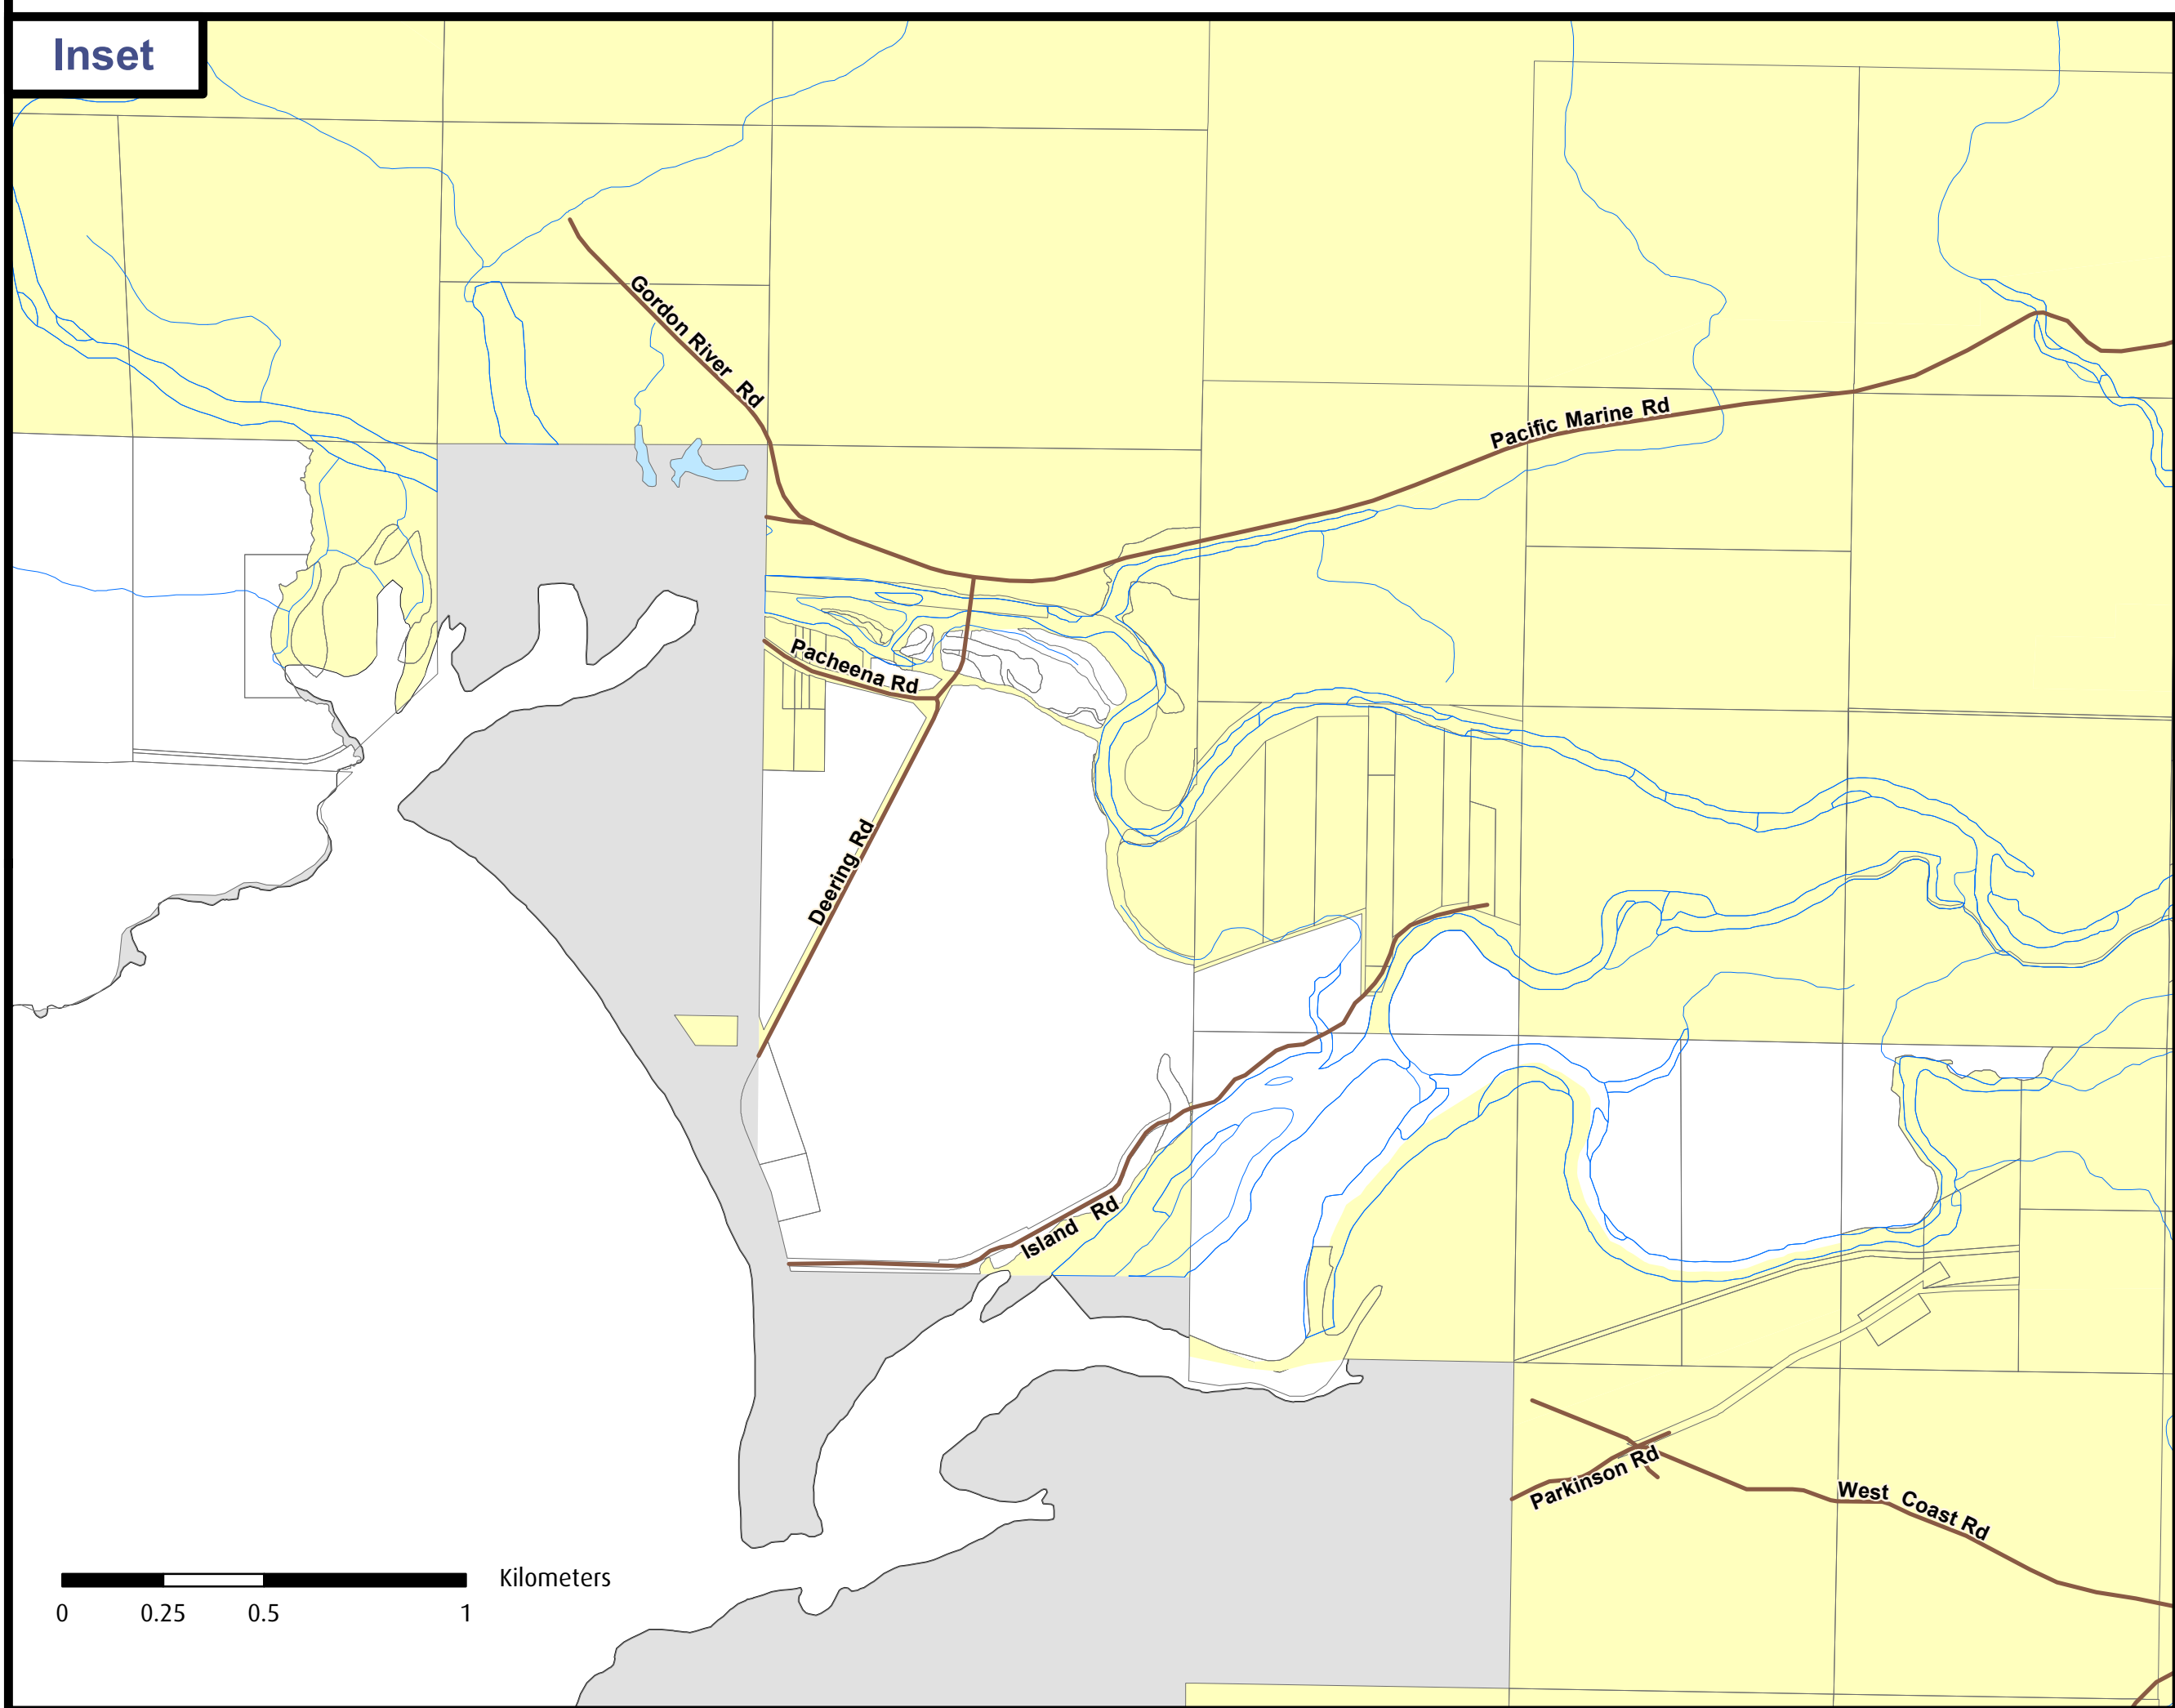 Inset
Gordon River Rd
Pacific Marine Rd
Pacheena Rd
Deering Rd
Island Rd
Parkinson Rd
West Coast Rd
Kilometers
0 0.25 0.5 1